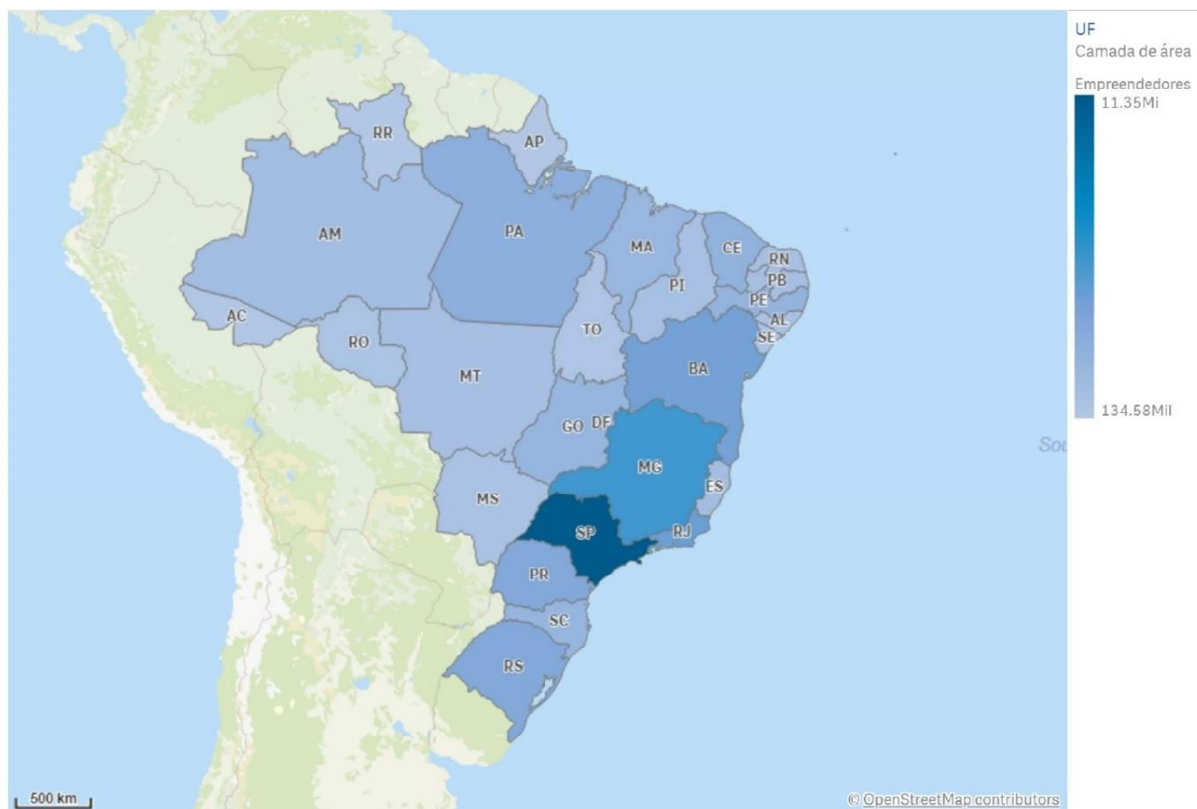 UF
Camada de área
Empreendedores
11.35Mi
134.58Mil
RR
AP
AM
PA
MA
CE
RN
PB
PI
PE
AC
AL
TO
SE
RO
BA
MT
GO DF
MG
ES
MS
SP
RJ
PR
SC
RS
Sou
500 km
© OpenStreetMap contributors